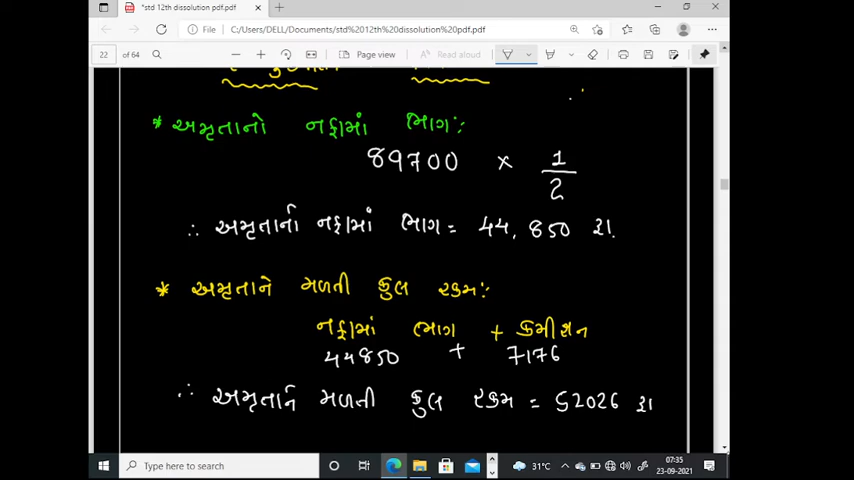 *std 12th dissolution pdf.pdf
File C:/Users/DELL/Documents/std%2012th%20dissolution%20pdf.pdf
22 of 64 Page view Read aloud
* અમૃતાનો નફામાં ભાગ:
89700 × 1/2
∴ અમૃતાનો નફામાં ભાગ = 44,850 રૂા.
* અમૃતાને મળતી કુલ રકમ:
નફામાં ભાગ + કમીશન
44850 + 7176
∴ અમૃતાને મળતી કુલ રકમ = 52026 રૂા
Type here to search 31°C 07:35
23-09-2021